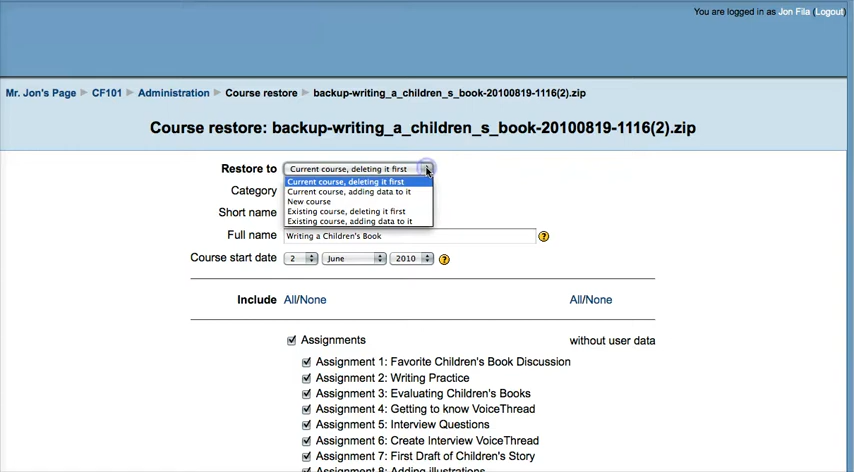 You are logged in as Jon Fila (Logout)
Mr. Jon's Page ► CF101 ► Administration ► Course restore ► backup-writing_a_children_s_book-20100819-1116(2).zip
Course restore: backup-writing_a_children_s_book-20100819-1116(2).zip
Restore to Current course, deleting it first
Current course, deleting it first
Category Current course, adding data to it
New course
Short name Existing course, deleting it first
Existing course, adding data to it
Full name Writing a Children's Book ?
Course start date 2 June 2010 ?
Include All/None All/None
Assignments without user data
Assignment 1: Favorite Children's Book Discussion
Assignment 2: Writing Practice
Assignment 3: Evaluating Children's Books
Assignment 4: Getting to know VoiceThread
Assignment 5: Interview Questions
Assignment 6: Create Interview VoiceThread
Assignment 7: First Draft of Children's Story
Assignment 8: Adding illustrations